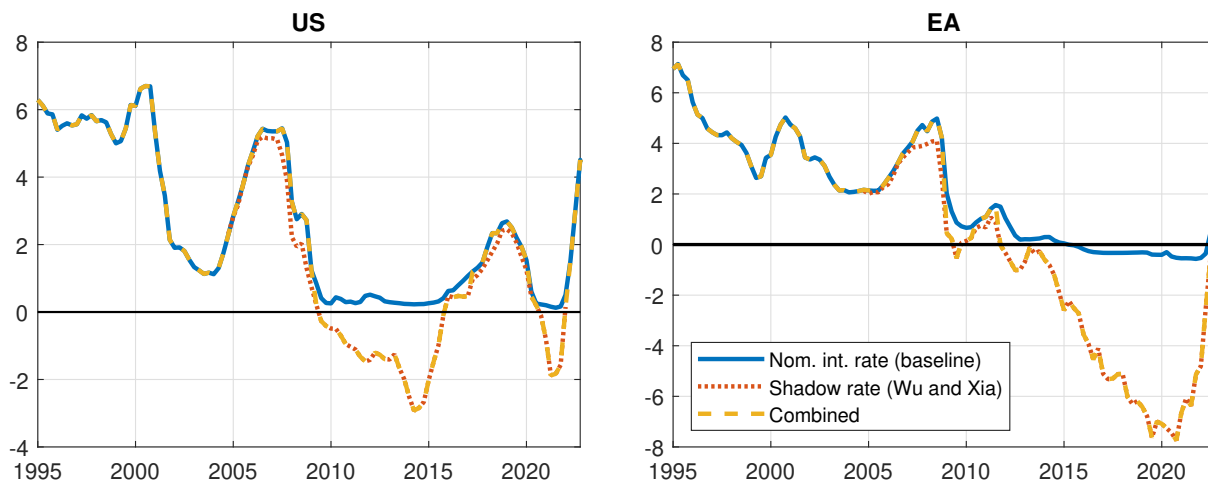 US
8
6
4
2
0
-2
-4
1995 2000 2005 2010 2015 2020
EA
8
6
4
2
0
-2
-4
-6
-8
Nom. int. rate (baseline)
Shadow rate (Wu and Xia)
Combined
1995 2000 2005 2010 2015 2020